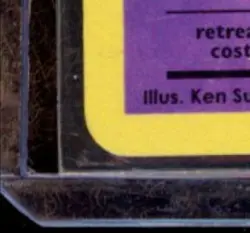 retrea
cost
Illus. Ken Su